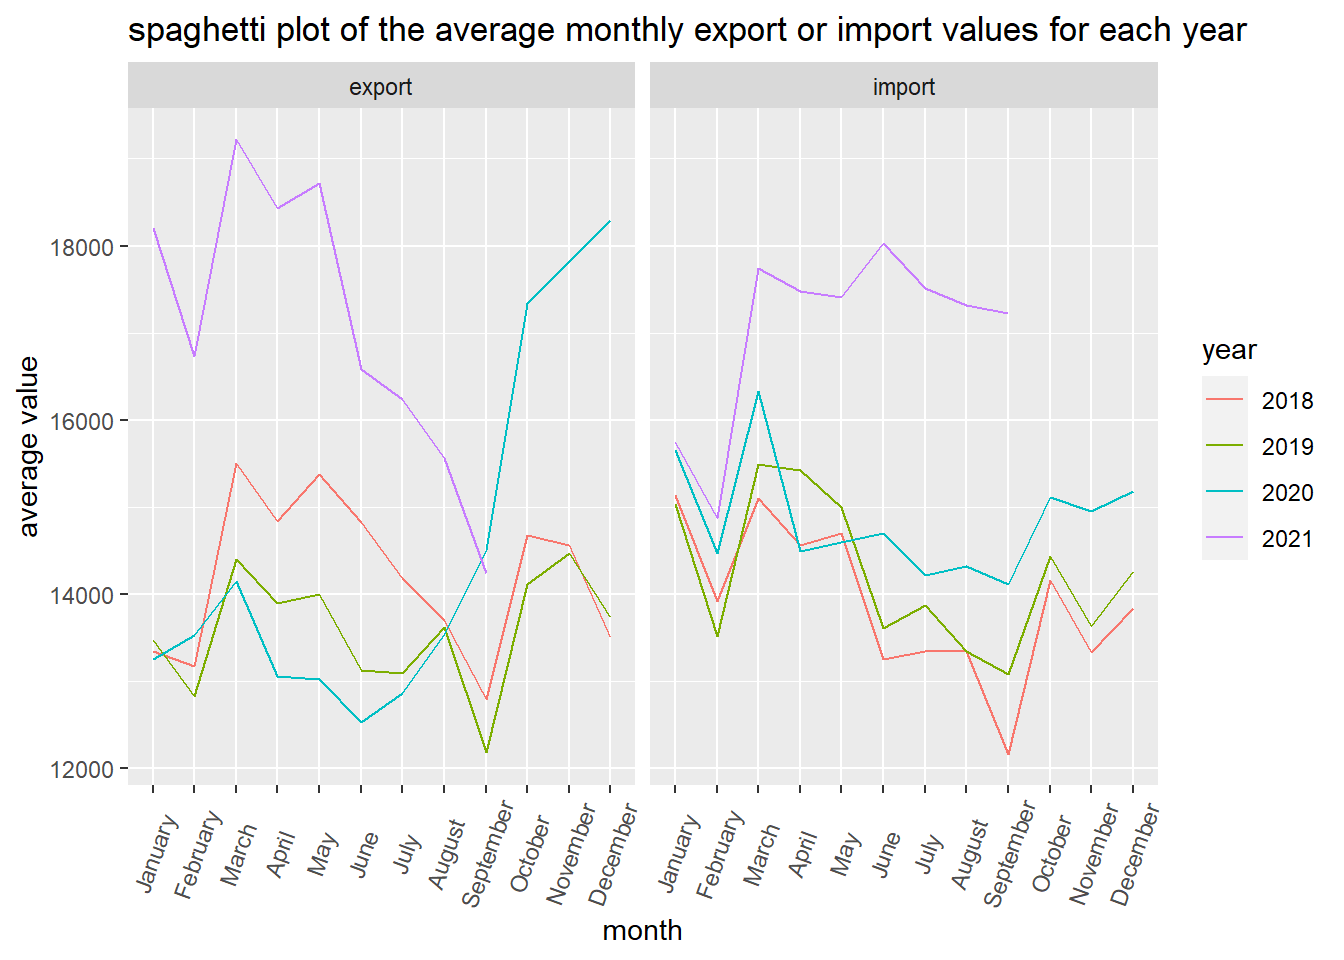 spaghetti plot of the average monthly export or import values for each year
export
import
average value
18000
16000
14000
12000
January
February
March
April
May
June
July
August
September
October
November
December
January
February
March
April
May
June
July
August
September
October
November
December
month
year
2018
2019
2020
2021